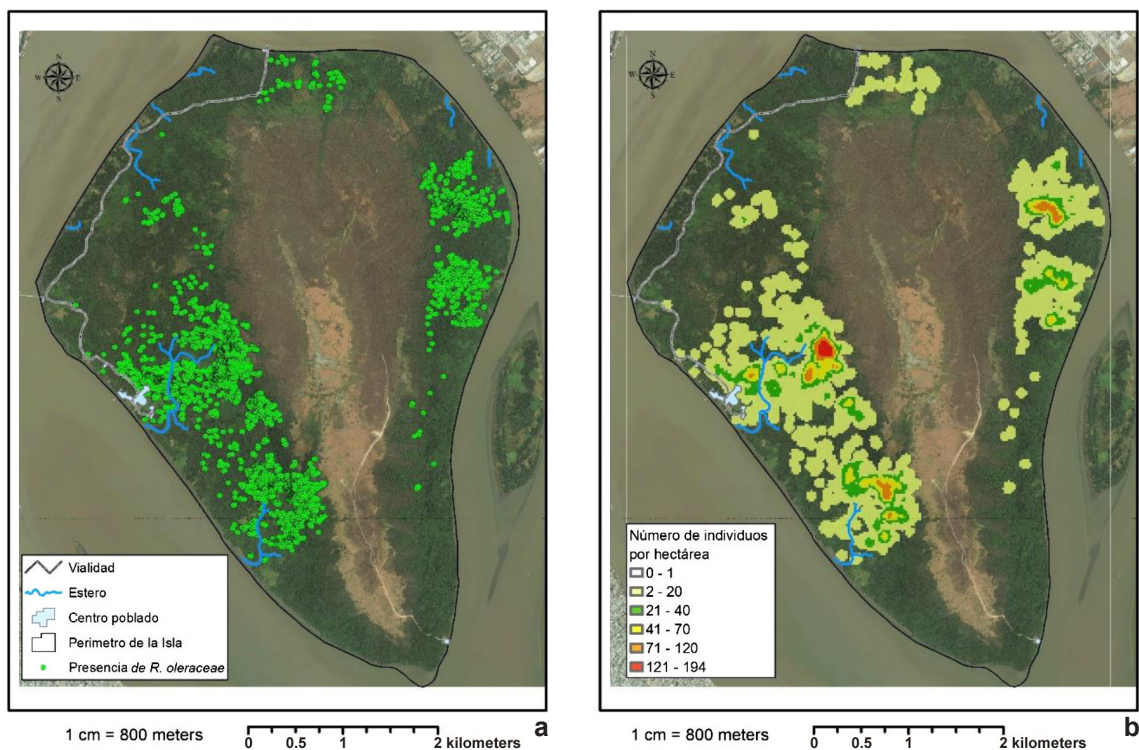 N
W E
S
Vialidad
Estero
Centro poblado
Perimetro de la Isla
Presencia de R. oleraceae
1 cm = 800 meters
0 0.5 1 2 kilometers
a
N
W E
S
Número de individuos
por hectárea
0 - 1
2 - 20
21 - 40
41 - 70
71 - 120
121 - 194
1 cm = 800 meters
0 0.5 1 2 kilometers
b